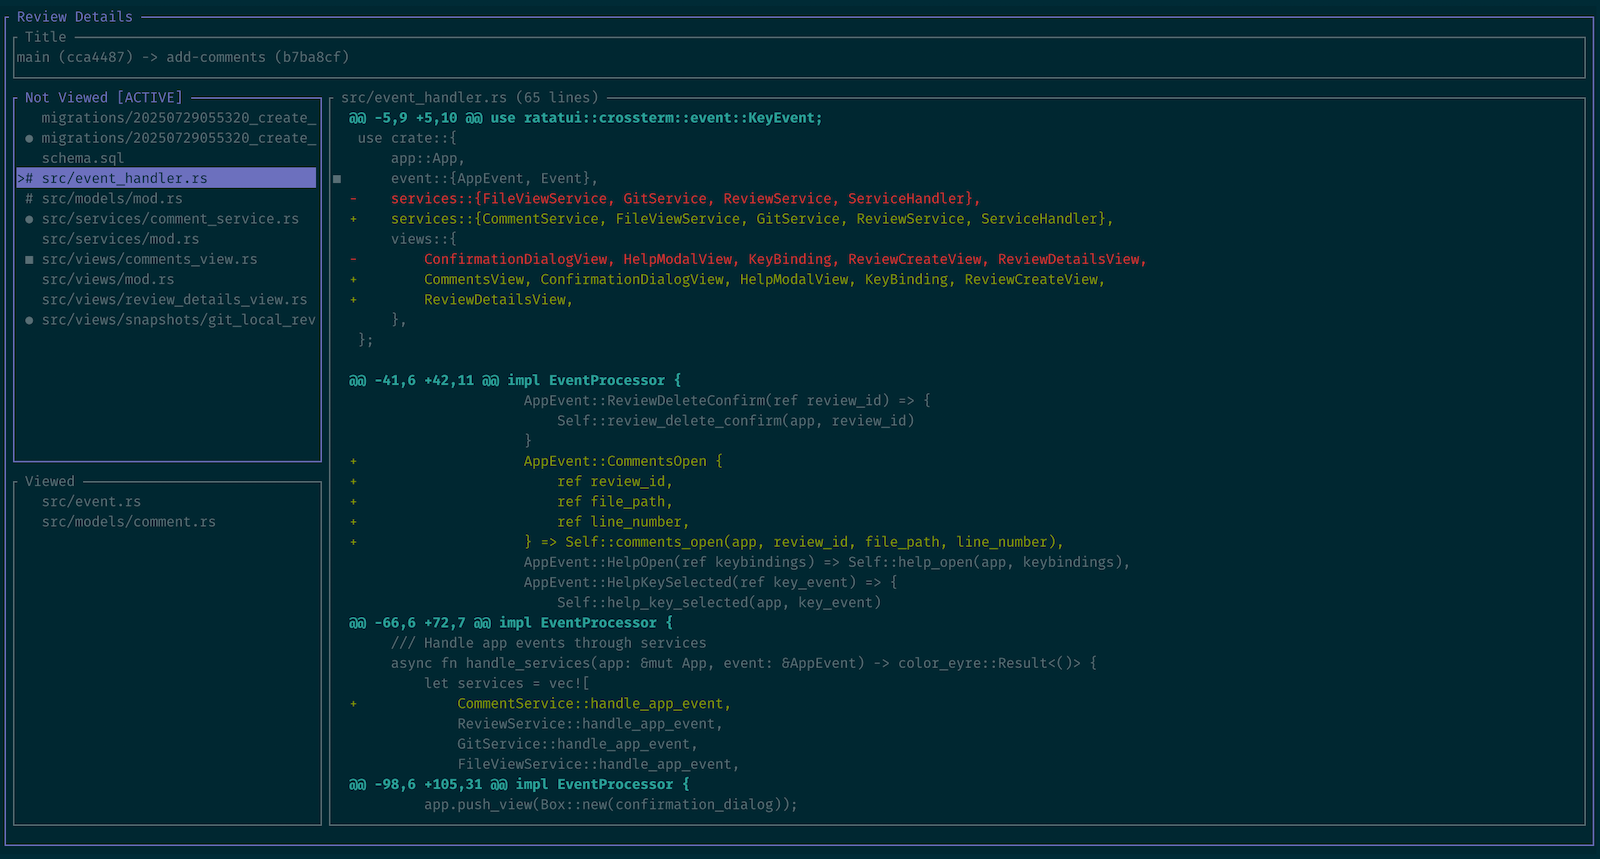 Review Details
Title
main (cca4487) -> add-comments (b7ba8cf)
Not Viewed [ACTIVE]
migrations/20250729055320_create_
● migrations/20250729055320_create_
schema.sql
># src/event_handler.rs
# src/models/mod.rs
● src/services/comment_service.rs
src/services/mod.rs
■ src/views/comments_view.rs
src/views/mod.rs
src/views/review_details_view.rs
● src/views/snapshots/git_local_rev
Viewed
src/event.rs
src/models/comment.rs
src/event_handler.rs (65 lines)
@@ -5,9 +5,10 @@ use ratatui::crossterm::event::KeyEvent;
 use crate::{
     app::App,
■     event::{AppEvent, Event},
-    services::{FileViewService, GitService, ReviewService, ServiceHandler},
+    services::{CommentService, FileViewService, GitService, ReviewService, ServiceHandler},
     views::{
-        ConfirmationDialogView, HelpModalView, KeyBinding, ReviewCreateView, ReviewDetailsView,
+        CommentsView, ConfirmationDialogView, HelpModalView, KeyBinding, ReviewCreateView,
+        ReviewDetailsView,
     },
 };
@@ -41,6 +42,11 @@ impl EventProcessor {
                     AppEvent::ReviewDeleteConfirm(ref review_id) => {
                         Self::review_delete_confirm(app, review_id)
                     }
+                    AppEvent::CommentsOpen {
+                        ref review_id,
+                        ref file_path,
+                        ref line_number,
+                    } => Self::comments_open(app, review_id, file_path, line_number),
                     AppEvent::HelpOpen(ref keybindings) => Self::help_open(app, keybindings),
                     AppEvent::HelpKeySelected(ref key_event) => {
                         Self::help_key_selected(app, key_event)
@@ -66,6 +72,7 @@ impl EventProcessor {
     /// Handle app events through services
     async fn handle_services(app: &mut App, event: &AppEvent) -> color_eyre::Result<()> {
         let services = vec![
+            CommentService::handle_app_event,
             ReviewService::handle_app_event,
             GitService::handle_app_event,
             FileViewService::handle_app_event,
@@ -98,6 +105,31 @@ impl EventProcessor {
         app.push_view(Box::new(confirmation_dialog));